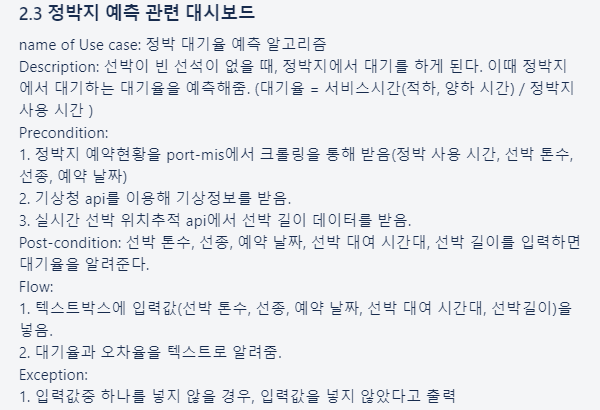 2.3 정박지 예측 관련 대시보드
name of Use case: 정박 대기율 예측 알고리즘
Description: 선박이 빈 선석이 없을 때, 정박지에서 대기를 하게 된다. 이때 정박지
에서 대기하는 대기율을 예측해줌. (대기율 = 서비스시간(적하, 양하 시간) / 정박지
사용 시간 )
Precondition:
1. 정박지 예약현황을 port-mis에서 크롤링을 통해 받음(정박 사용 시간, 선박 톤수,
선종, 예약 날짜)
2. 기상청 api를 이용해 기상정보를 받음.
3. 실시간 선박 위치추적 api에서 선박 길이 데이터를 받음.
Post-condition: 선박 톤수, 선종, 예약 날짜, 선박 대여 시간대, 선박 길이를 입력하면
대기율을 알려준다.
Flow:
1. 텍스트박스에 입력값(선박 톤수, 선종, 예약 날짜, 선박 대여 시간대, 선박길이)을
넣음.
2. 대기율과 오차율을 텍스트로 알려줌.
Exception:
1. 입력값중 하나를 넣지 않을 경우, 입력값을 넣지 않았다고 출력